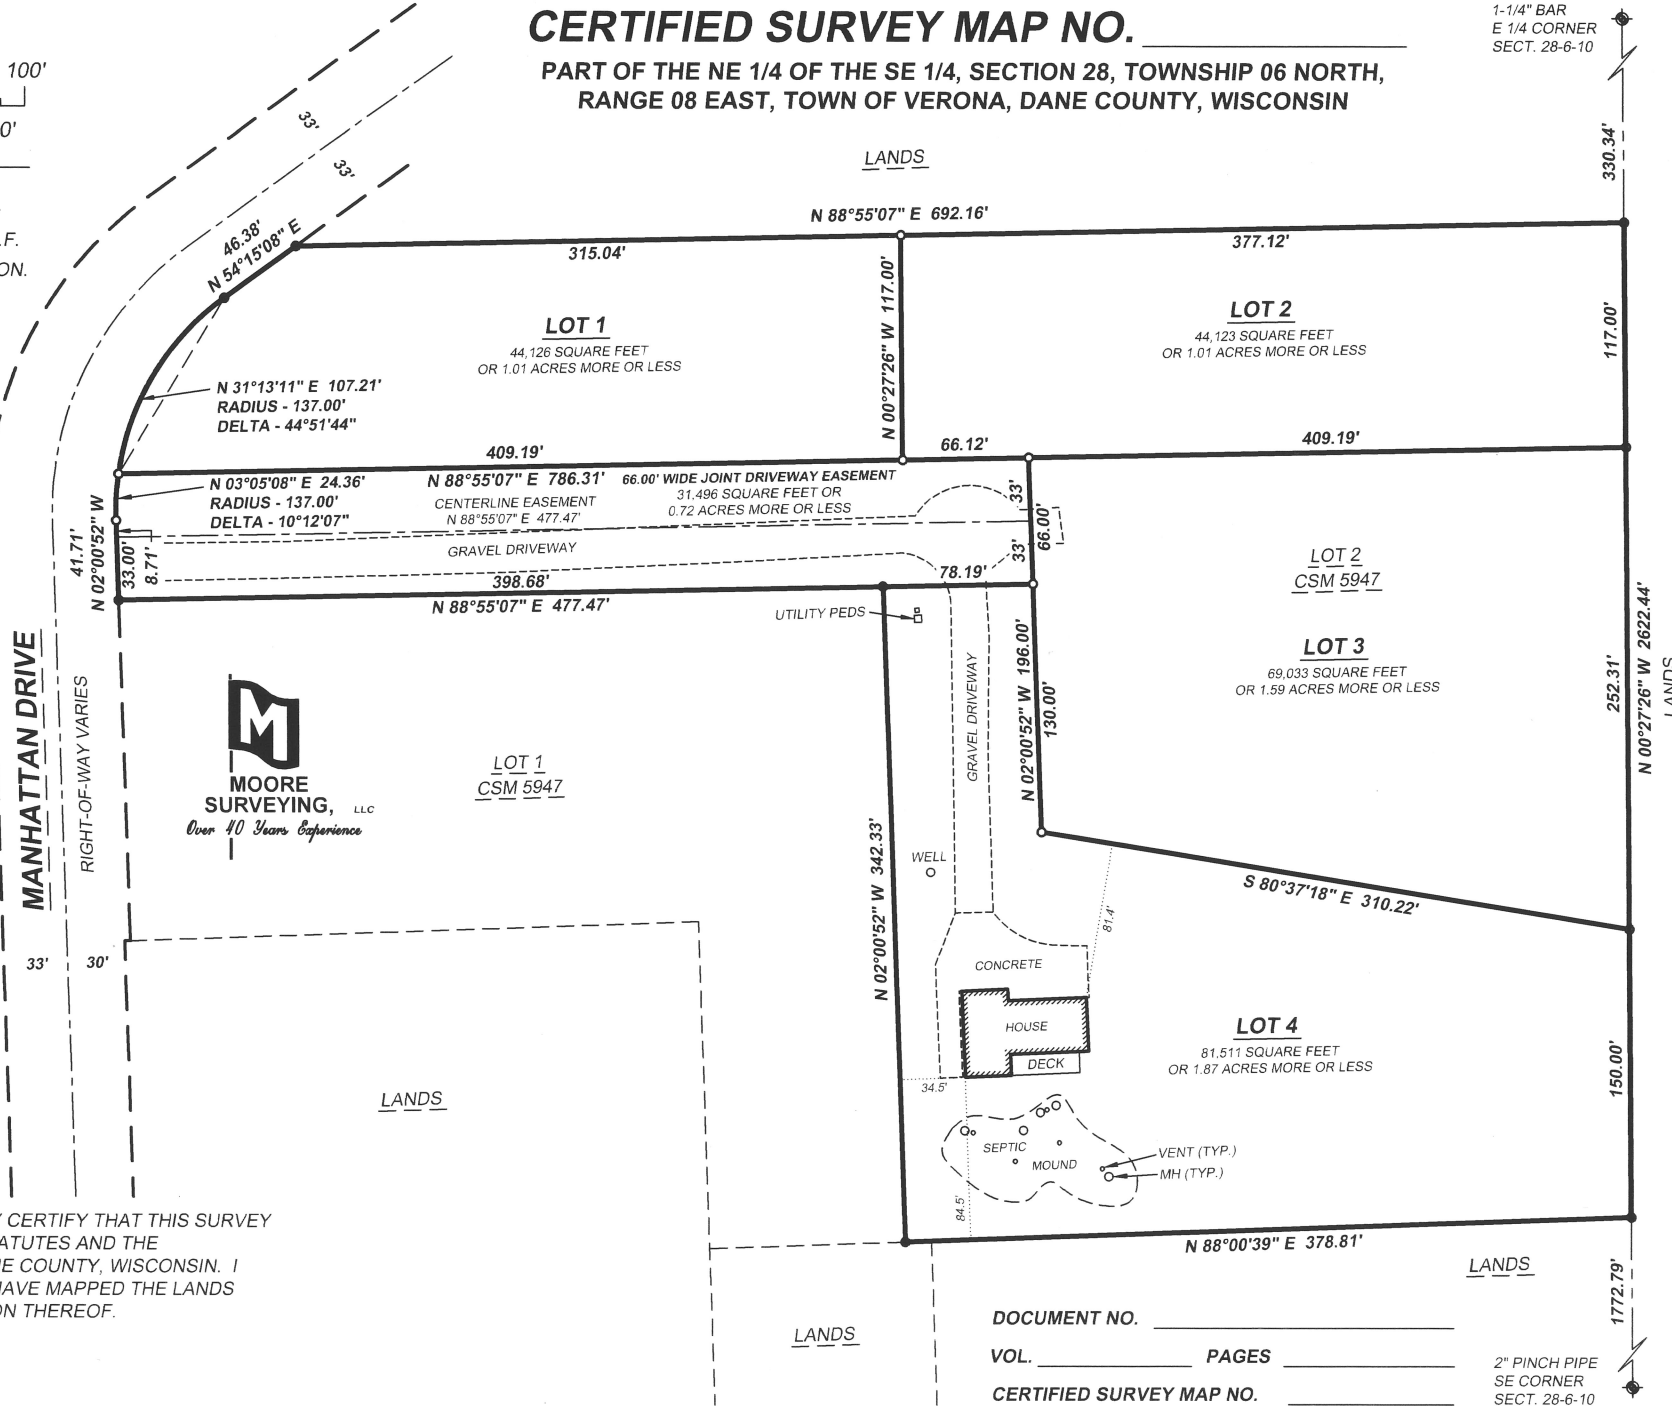 CERTIFIED SURVEY MAP NO.
PART OF THE NE 1/4 OF THE SE 1/4, SECTION 28, TOWNSHIP 06 NORTH,
RANGE 08 EAST, TOWN OF VERONA, DANE COUNTY, WISCONSIN
1-1/4" BAR
E 1/4 CORNER
SECT. 28-6-10
100'
0'
.F.
ON.
33'
33'
LANDS
330.34'
N 88°55'07" E 692.16'
315.04'
377.12'
46.38'
N 54°15'08" E
LOT 1
44,126 SQUARE FEET
OR 1.01 ACRES MORE OR LESS
N 00°27'26" W 117.00'
LOT 2
44,123 SQUARE FEET
OR 1.01 ACRES MORE OR LESS
117.00'
N 31°13'11" E 107.21'
RADIUS - 137.00'
DELTA - 44°51'44"
409.19'
66.12'
409.19'
N 03°05'08" E 24.36'
RADIUS - 137.00'
DELTA - 10°12'07"
N 88°55'07" E 786.31'
CENTERLINE EASEMENT
N 88°55'07" E 477.47'
66.00' WIDE JOINT DRIVEWAY EASEMENT
31,496 SQUARE FEET OR
0.72 ACRES MORE OR LESS
33'
33'
66.00'
41.71'
N 02°00'52" W
33.00'
8.71'
GRAVEL DRIVEWAY
398.68'
78.19'
N 88°55'07" E 477.47'
UTILITY PEDS
LOT 2
CSM 5947
LOT 3
69,033 SQUARE FEET
OR 1.59 ACRES MORE OR LESS
252.31'
N 00°27'26" W 2622.44'
LANDS
MANHATTAN DRIVE
RIGHT-OF-WAY VARIES
M
MOORE
SURVEYING, LLC
Over 40 Years Experience
LOT 1
CSM 5947
GRAVEL DRIVEWAY
N 02°00'52" W 196.00'
130.00'
N 02°00'52" W 342.33'
WELL
S 80°37'18" E 310.22'
81.4'
33'
30'
CONCRETE
HOUSE
DECK
34.5'
LOT 4
81,511 SQUARE FEET
OR 1.87 ACRES MORE OR LESS
150.00'
LANDS
SEPTIC
MOUND
VENT (TYP.)
MH (TYP.)
84.5'
N 88°00'39" E 378.81'
Y CERTIFY THAT THIS SURVEY
ATUTES AND THE
E COUNTY, WISCONSIN. I
HAVE MAPPED THE LANDS
ON THEREOF.
LANDS
1772.79'
LANDS
DOCUMENT NO.
VOL. PAGES
CERTIFIED SURVEY MAP NO.
2" PINCH PIPE
SE CORNER
SECT. 28-6-10